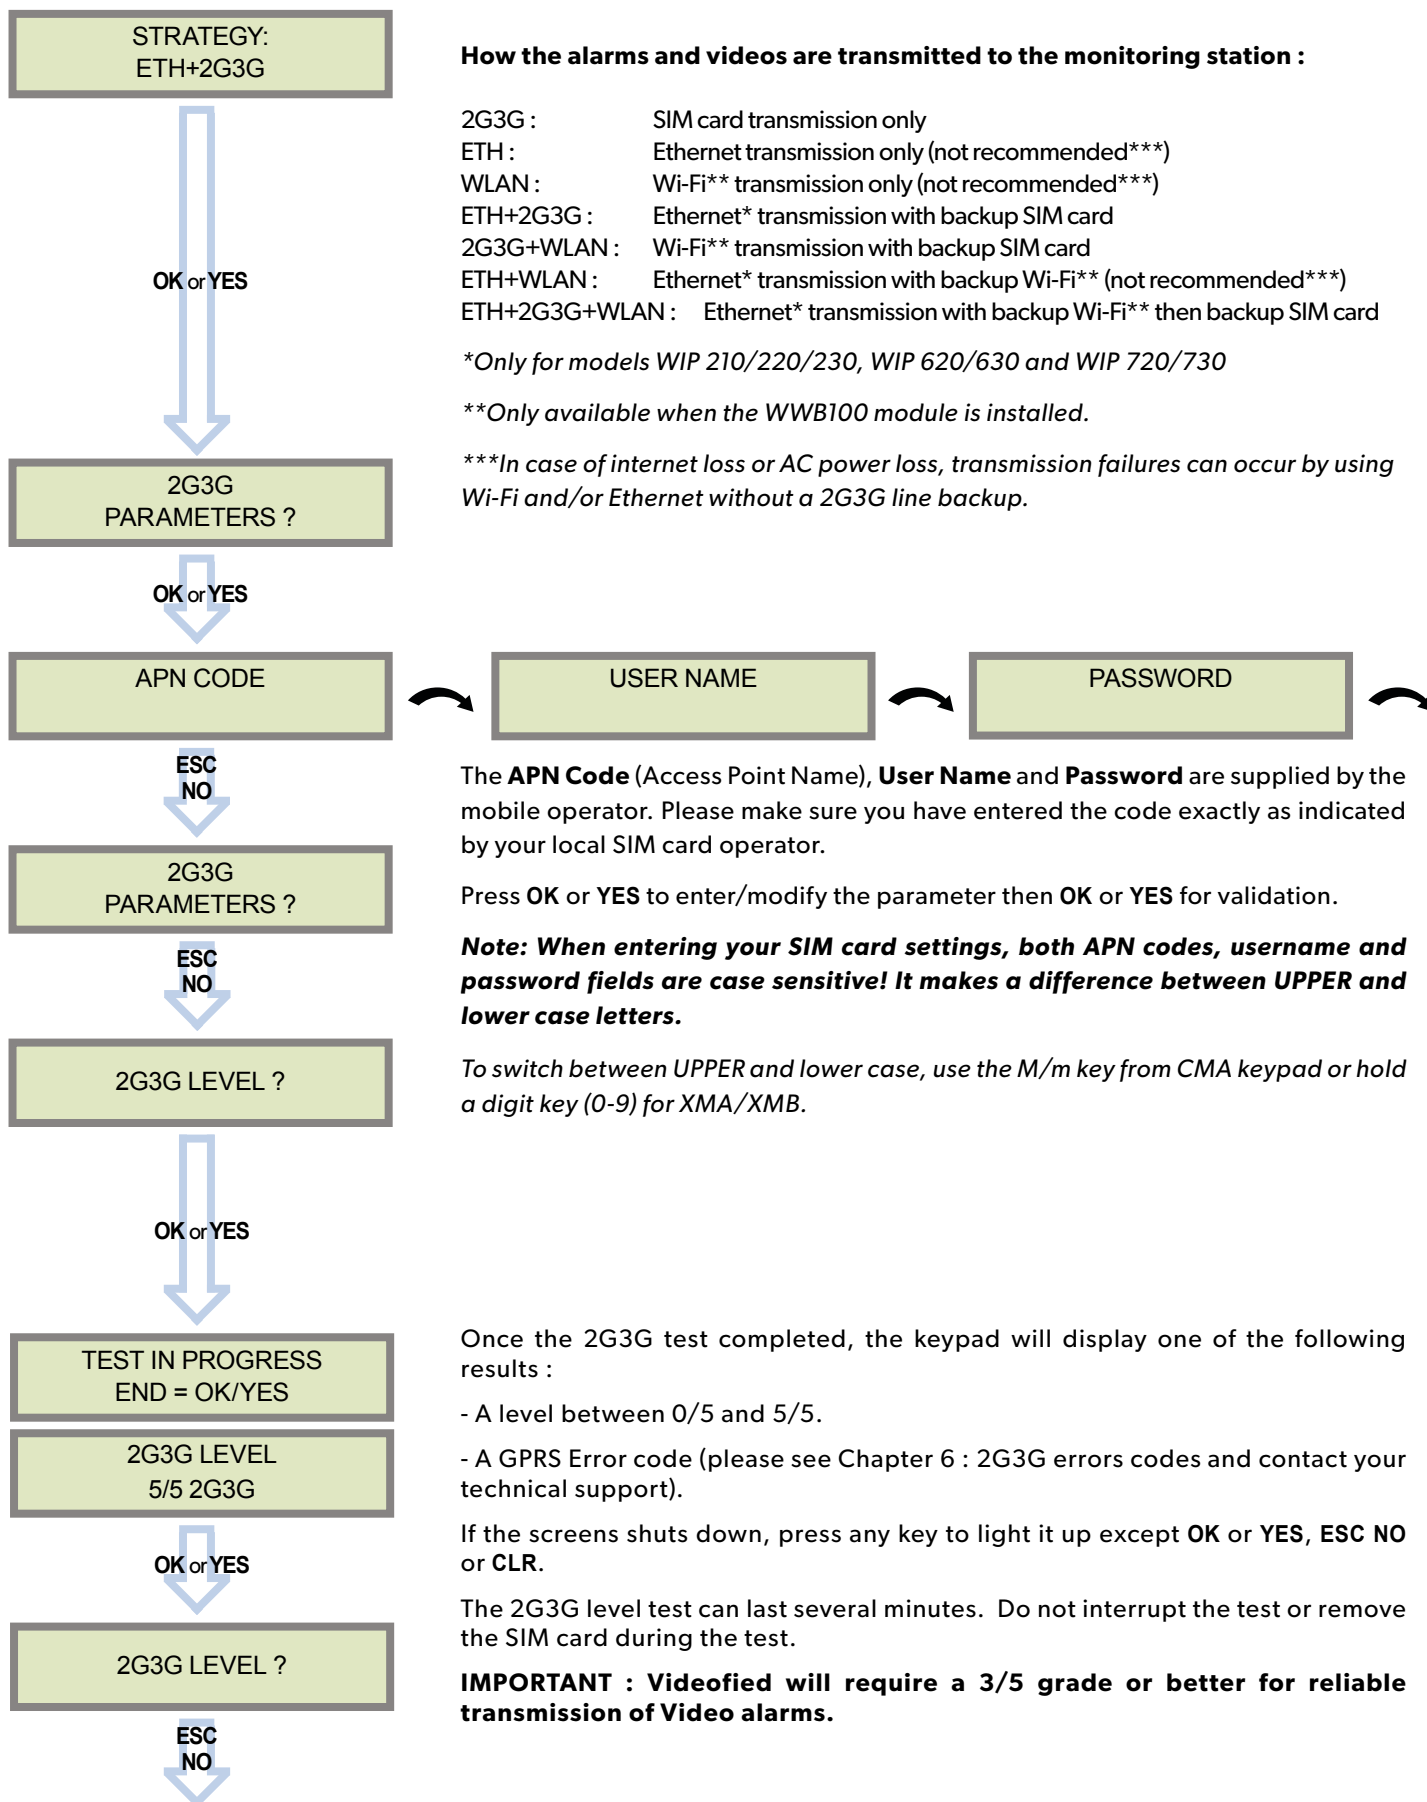 STRATEGY:
ETH+2G3G
How the alarms and videos are transmitted to the monitoring station :
2G3G : SIM card transmission only
ETH : Ethernet transmission only (not recommended***)
WLAN : Wi-Fi** transmission only (not recommended***)
ETH+2G3G : Ethernet* transmission with backup SIM card
2G3G+WLAN : Wi-Fi** transmission with backup SIM card
ETH+WLAN : Ethernet* transmission with backup Wi-Fi** (not recommended***)
ETH+2G3G+WLAN : Ethernet* transmission with backup Wi-Fi** then backup SIM card
*Only for models WIP 210/220/230, WIP 620/630 and WIP 720/730
**Only available when the WWB100 module is installed.
***In case of internet loss or AC power loss, transmission failures can occur by using
Wi-Fi and/or Ethernet without a 2G3G line backup.
OK or YES
2G3G
PARAMETERS ?
OK or YES
APN CODE
USER NAME
PASSWORD
ESC
NO
The APN Code (Access Point Name), User Name and Password are supplied by the
mobile operator. Please make sure you have entered the code exactly as indicated
by your local SIM card operator.
2G3G
PARAMETERS ?
Press OK or YES to enter/modify the parameter then OK or YES for validation.
ESC
NO
Note: When entering your SIM card settings, both APN codes, username and
password fields are case sensitive! It makes a difference between UPPER and
lower case letters.
2G3G LEVEL ?
To switch between UPPER and lower case, use the M/m key from CMA keypad or hold
a digit key (0-9) for XMA/XMB.
OK or YES
TEST IN PROGRESS
END = OK/YES
Once the 2G3G test completed, the keypad will display one of the following
results :
- A level between 0/5 and 5/5.
2G3G LEVEL
5/5 2G3G
- A GPRS Error code (please see Chapter 6 : 2G3G errors codes and contact your
technical support).
OK or YES
If the screens shuts down, press any key to light it up except OK or YES, ESC NO
or CLR.
The 2G3G level test can last several minutes. Do not interrupt the test or remove
the SIM card during the test.
2G3G LEVEL ?
IMPORTANT : Videofied will require a 3/5 grade or better for reliable
transmission of Video alarms.
ESC
NO